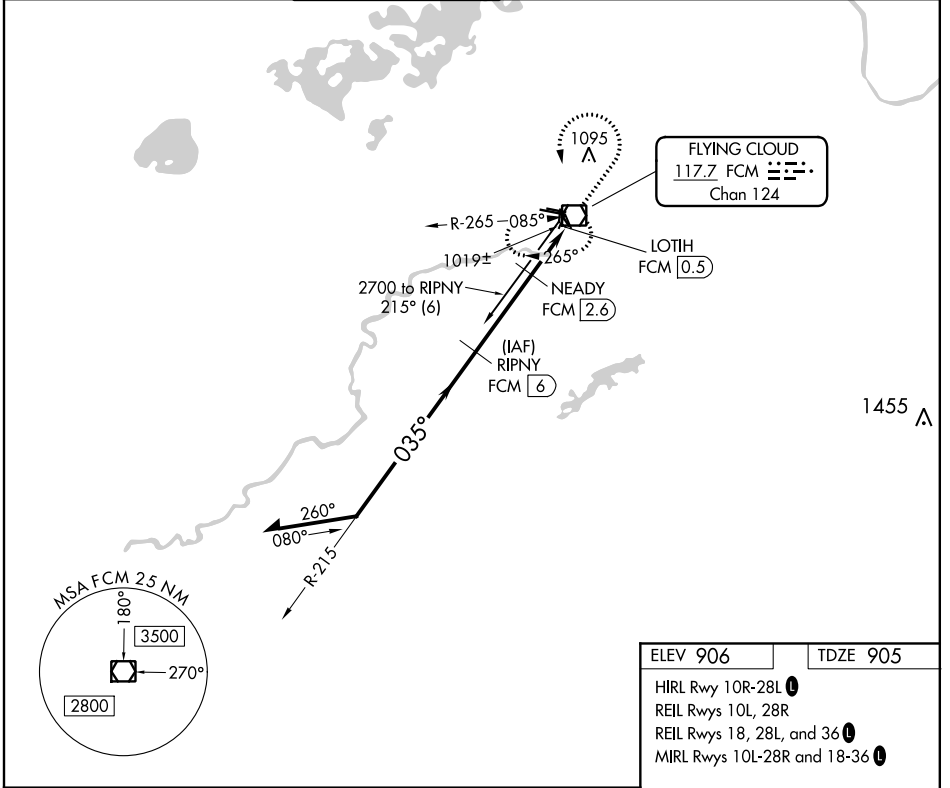 1095
FLYING CLOUD
117.7 FCM
Chan 124
R-265
085°
LOTIH
FCM 0.5
1019±
265°
2700 to RIPNY
215° (6)
NEADY
FCM 2.6
(IAF)
RIPNY
FCM 6
1455
035°
260°
080°
R-215
MSA FCM 25 NM
180°
3500
270°
2800
ELEV 906
TDZE 905
HIRL Rwy 10R-28L L
REIL Rwys 10L, 28R
REIL Rwys 18, 28L, and 36 L
MIRL Rwys 10L-28R and 18-36 L